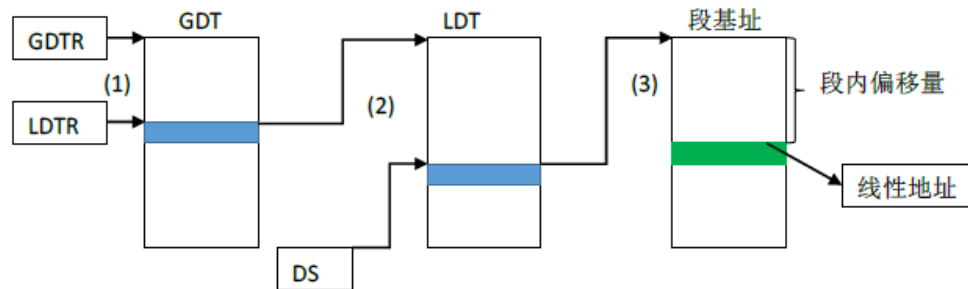 GDT
LDT
段基址
GDTR
(1)
(2)
(3)
段内偏移量
LDTR
线性地址
DS